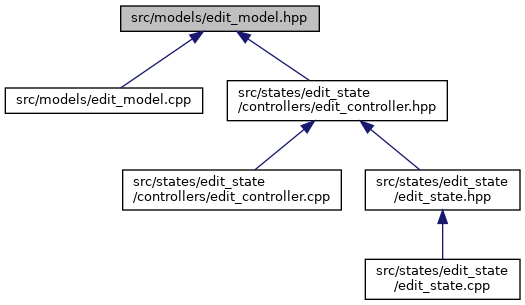 src/models/edit_model.hpp
src/models/edit_model.cpp
src/states/edit_state
/controllers/edit_controller.hpp
src/states/edit_state
/controllers/edit_controller.cpp
src/states/edit_state
/edit_state.hpp
src/states/edit_state
/edit_state.cpp